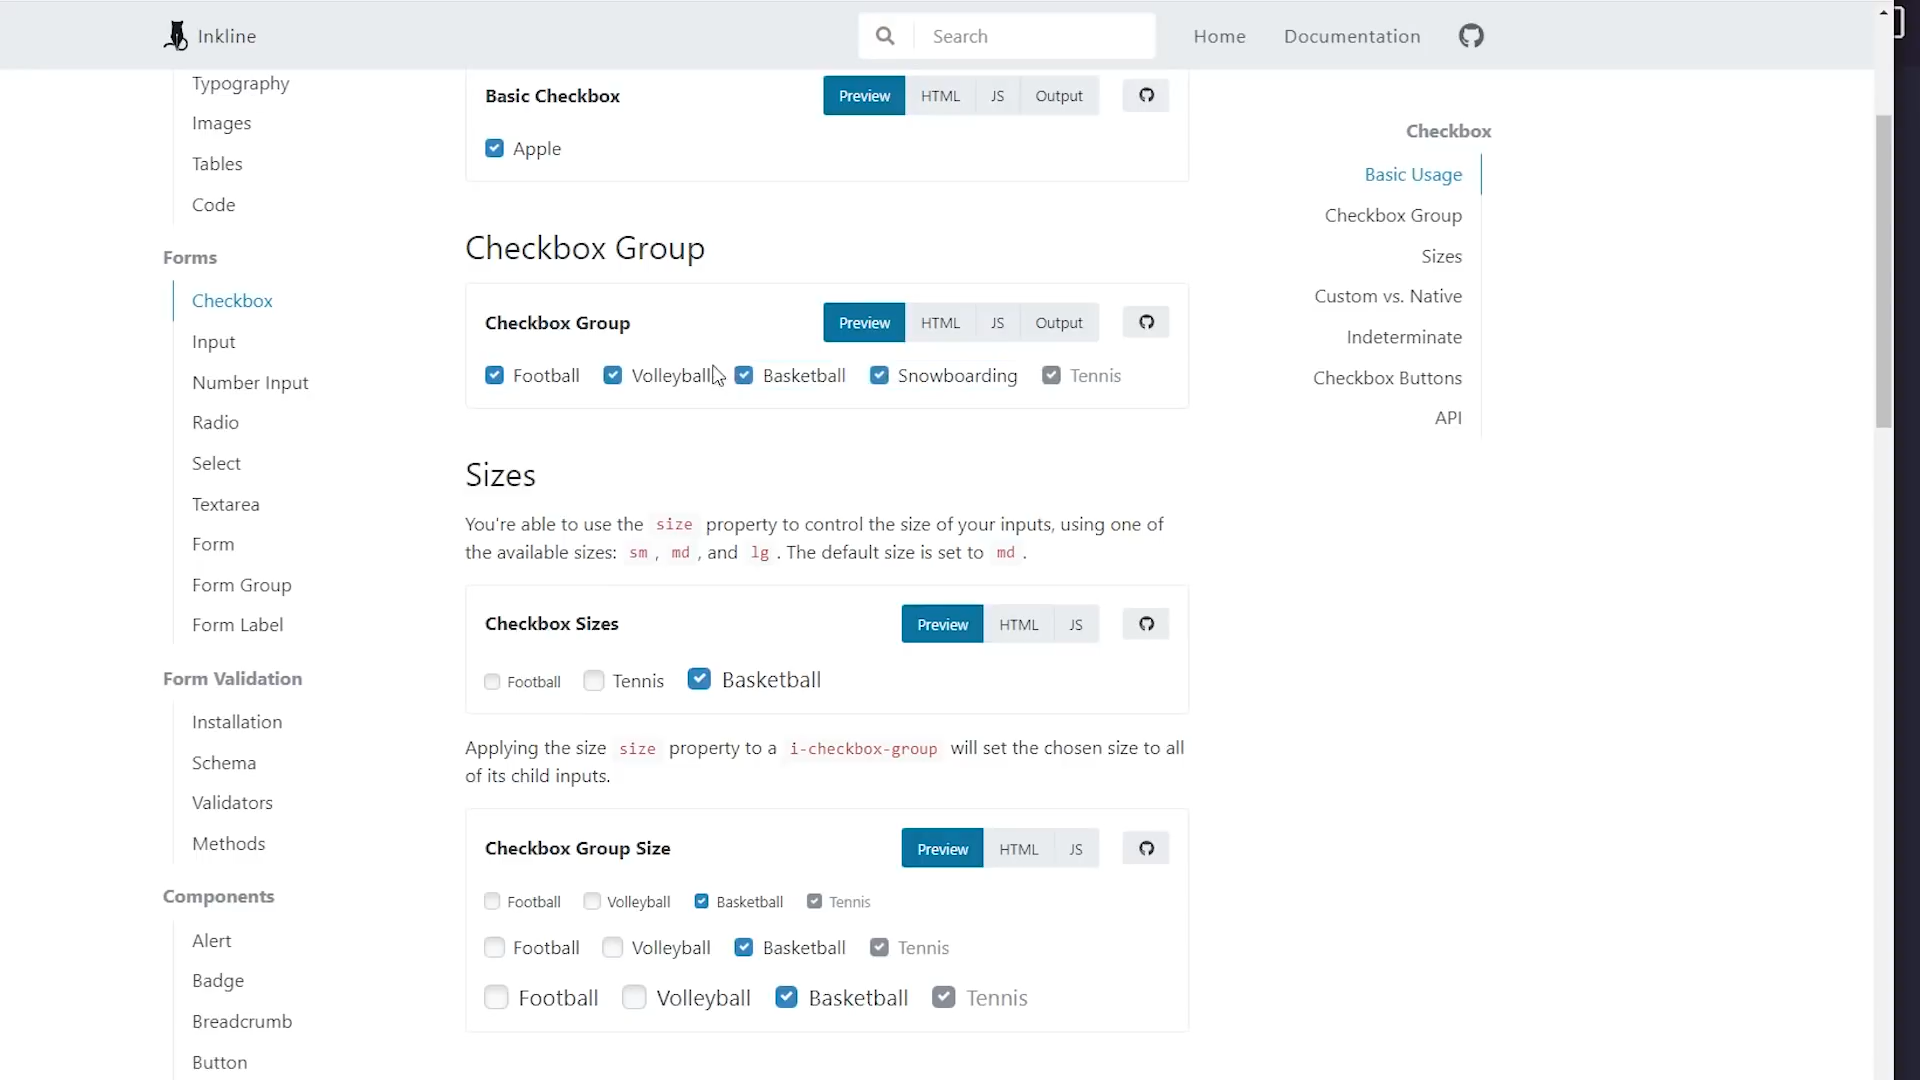 Inkline
Search
Home
Documentation
Typography
Images
Tables
Code
Forms
Checkbox
Input
Number Input
Radio
Select
Textarea
Form
Form Group
Form Label
Form Validation
Installation
Schema
Validators
Methods
Components
Alert
Badge
Breadcrumb
Button
Basic Checkbox
Preview HTML JS Output
Apple
Checkbox Group
Checkbox Group
Preview HTML JS Output
Football Volleyball Basketball Snowboarding Tennis
Sizes
You're able to use the size property to control the size of your inputs, using one of
the available sizes: sm , md , and lg . The default size is set to md .
Checkbox Sizes
Preview HTML JS
Football Tennis Basketball
Applying the size size property to a i-checkbox-group will set the chosen size to all
of its child inputs.
Checkbox Group Size
Preview HTML JS
Football Volleyball Basketball Tennis
Football Volleyball Basketball Tennis
Football Volleyball Basketball Tennis
Checkbox
Basic Usage
Checkbox Group
Sizes
Custom vs. Native
Indeterminate
Checkbox Buttons
API